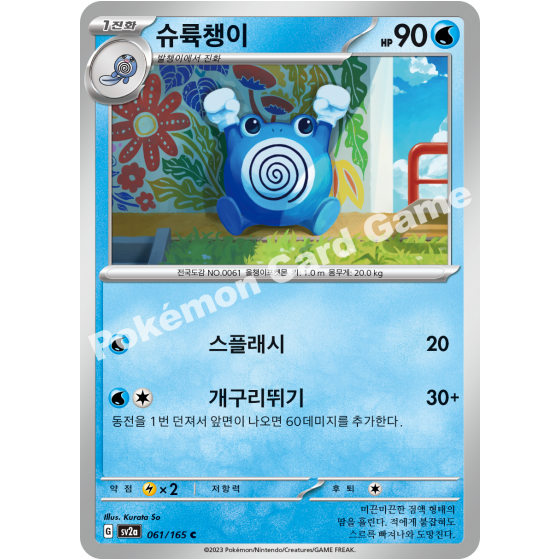 1진화
슈륙챙이
HP 90
발챙이에서 진화
전국도감 NO.0061 올챙이포켓몬 키: 1.0 m 몸무게: 20.0 kg
Pokémon Card Game
스플래시 20
개구리뛰기 30+
동전을 1번 던져서 앞면이 나오면 60데미지를 추가한다.
약점 ×2 저항력 후퇴
Illus. Kurata So
G sv2a 061/165 C
미끈미끈한 점액 형태의
땀을 흘린다. 적에게 붙잡혀도
스르륵 빠져나와 도망친다.
©2023 Pokémon/Nintendo/Creatures/GAME FREAK.